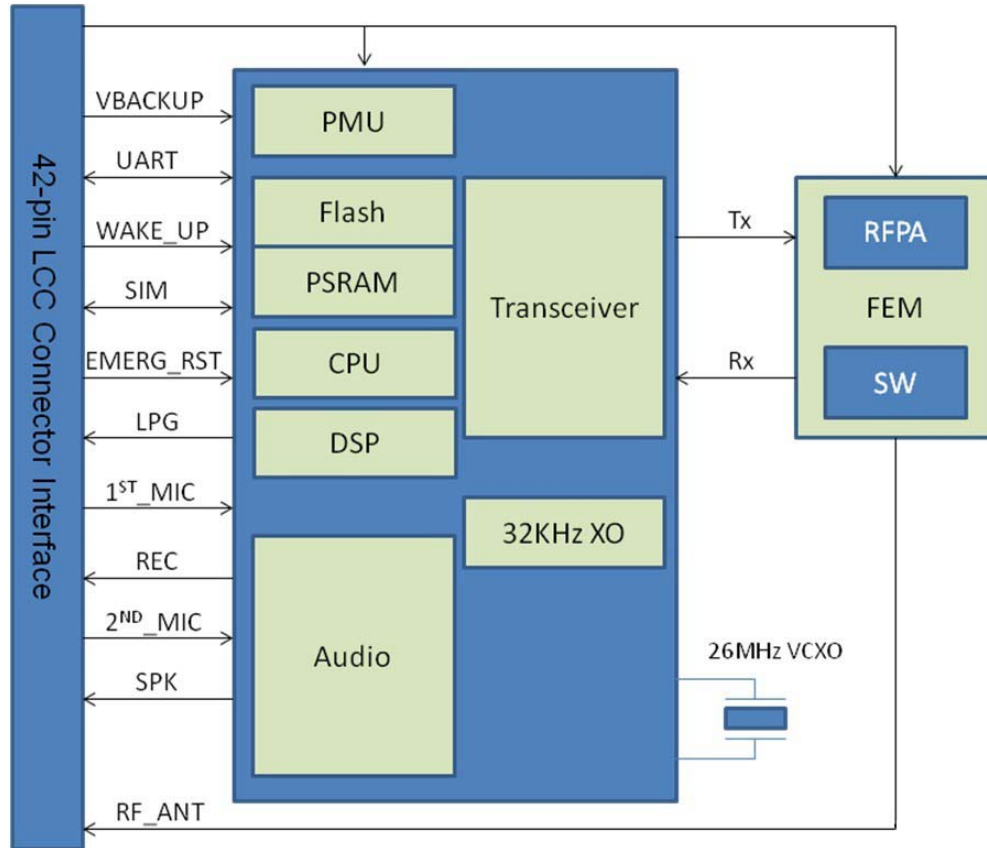 42-pin LCC Connector Interface
VBACKUP
UART
WAKE_UP
SIM
EMERG_RST
LPG
1ST_MIC
REC
2ND_MIC
SPK
RF_ANT
PMU
Flash
PSRAM
CPU
DSP
Audio
Transceiver
32KHz XO
26MHz VCXO
Tx
Rx
RFPA
FEM
SW